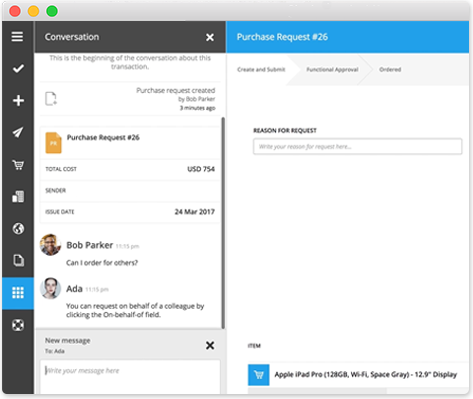 Conversation
This is the beginning of the conversation about this
transaction.
Purchase request created
by Bob Parker
3 minutes ago
PR
Purchase Request #26
TOTAL COST USD 754
SENDER
ISSUE DATE 24 Mar 2017
Bob Parker 11:15 pm
Can I order for others?
Ada 11:15 pm
You can request on behalf of a colleague by
clicking the On-behalf-of field.
New message
To: Ada
Write your message here
Purchase Request #26
Create and Submit Functional Approval Ordered
REASON FOR REQUEST
Write your reason for request here...
ITEM
Apple iPad Pro (128GB, Wi-Fi, Space Gray) - 12.9" Display